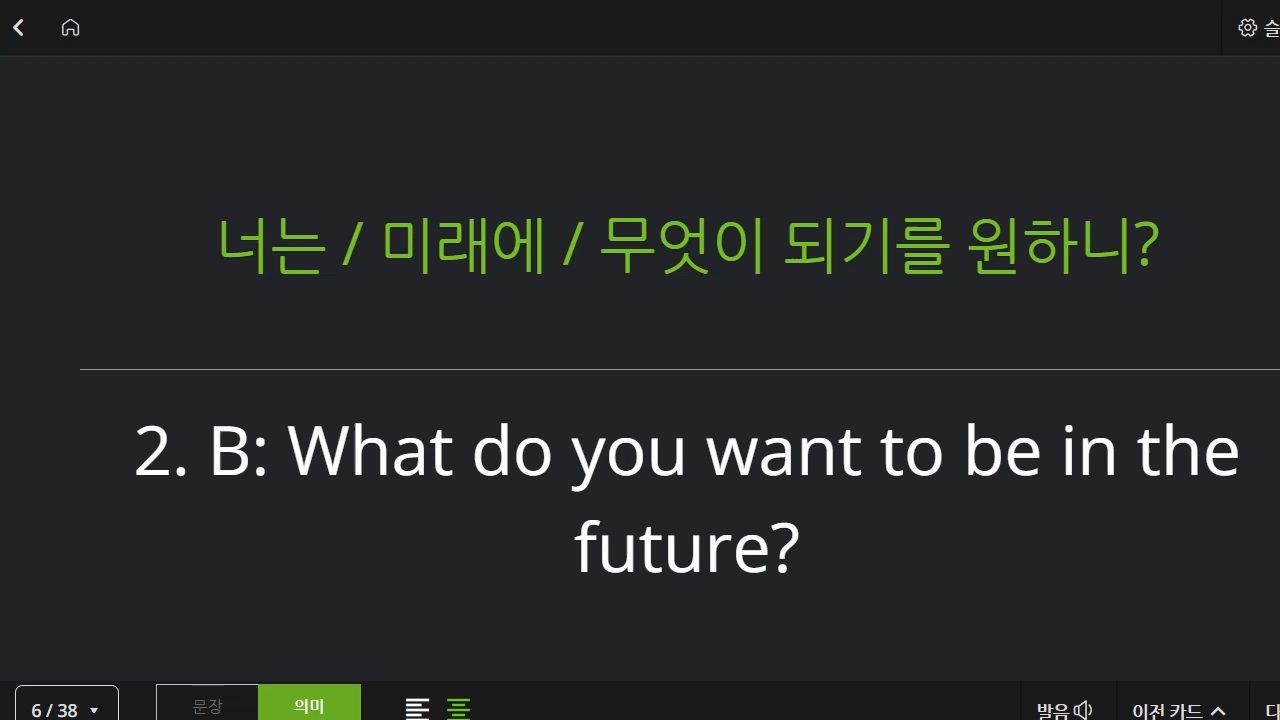 너는 / 미래에 / 무엇이 되기를 원하니?
2. B: What do you want to be in the
future?
6 / 38
문장
의미
발음
이전 카드